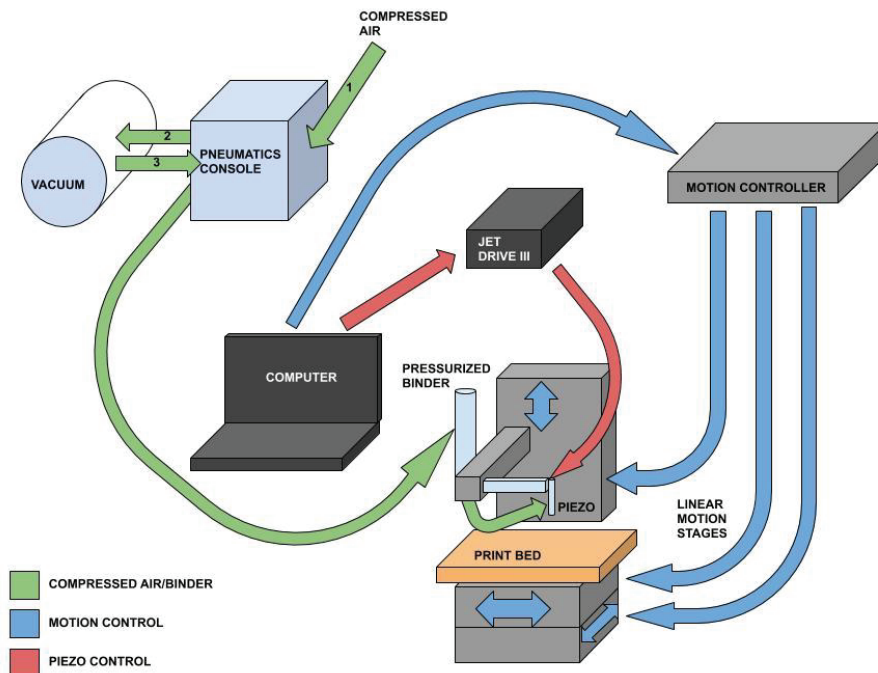 COMPRESSED
AIR
1
2
3
PNEUMATICS
CONSOLE
VACUUM
MOTION CONTROLLER
JET
DRIVE III
COMPUTER
PRESSURIZED
BINDER
PIEZO
LINEAR
MOTION
STAGES
PRINT BED
COMPRESSED AIR/BINDER
MOTION CONTROL
PIEZO CONTROL